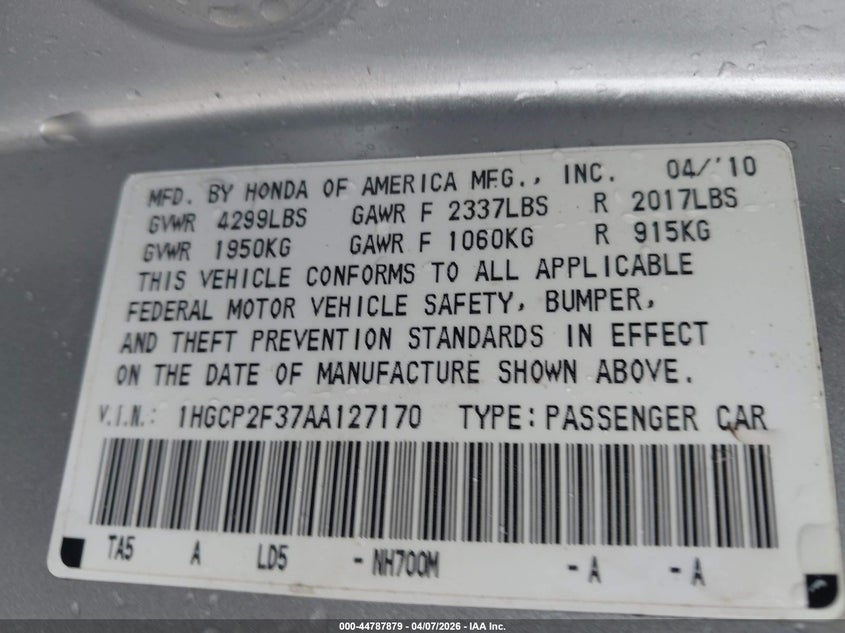 MFD. BY HONDA OF AMERICA MFG., INC. 04/'10
GVWR 4299LBS GAWR F 2337LBS R 2017LBS
GVWR 1950KG GAWR F 1060KG R 915KG
THIS VEHICLE CONFORMS TO ALL APPLICABLE
FEDERAL MOTOR VEHICLE SAFETY, BUMPER,
AND THEFT PREVENTION STANDARDS IN EFFECT
ON THE DATE OF MANUFACTURE SHOWN ABOVE.
V.I.N.: 1HGCP2F37AA127170 TYPE: PASSENGER CAR
TA5 A LD5 - NH700M - A - A
000-44787879 - 04/07/2026 - IAA Inc.